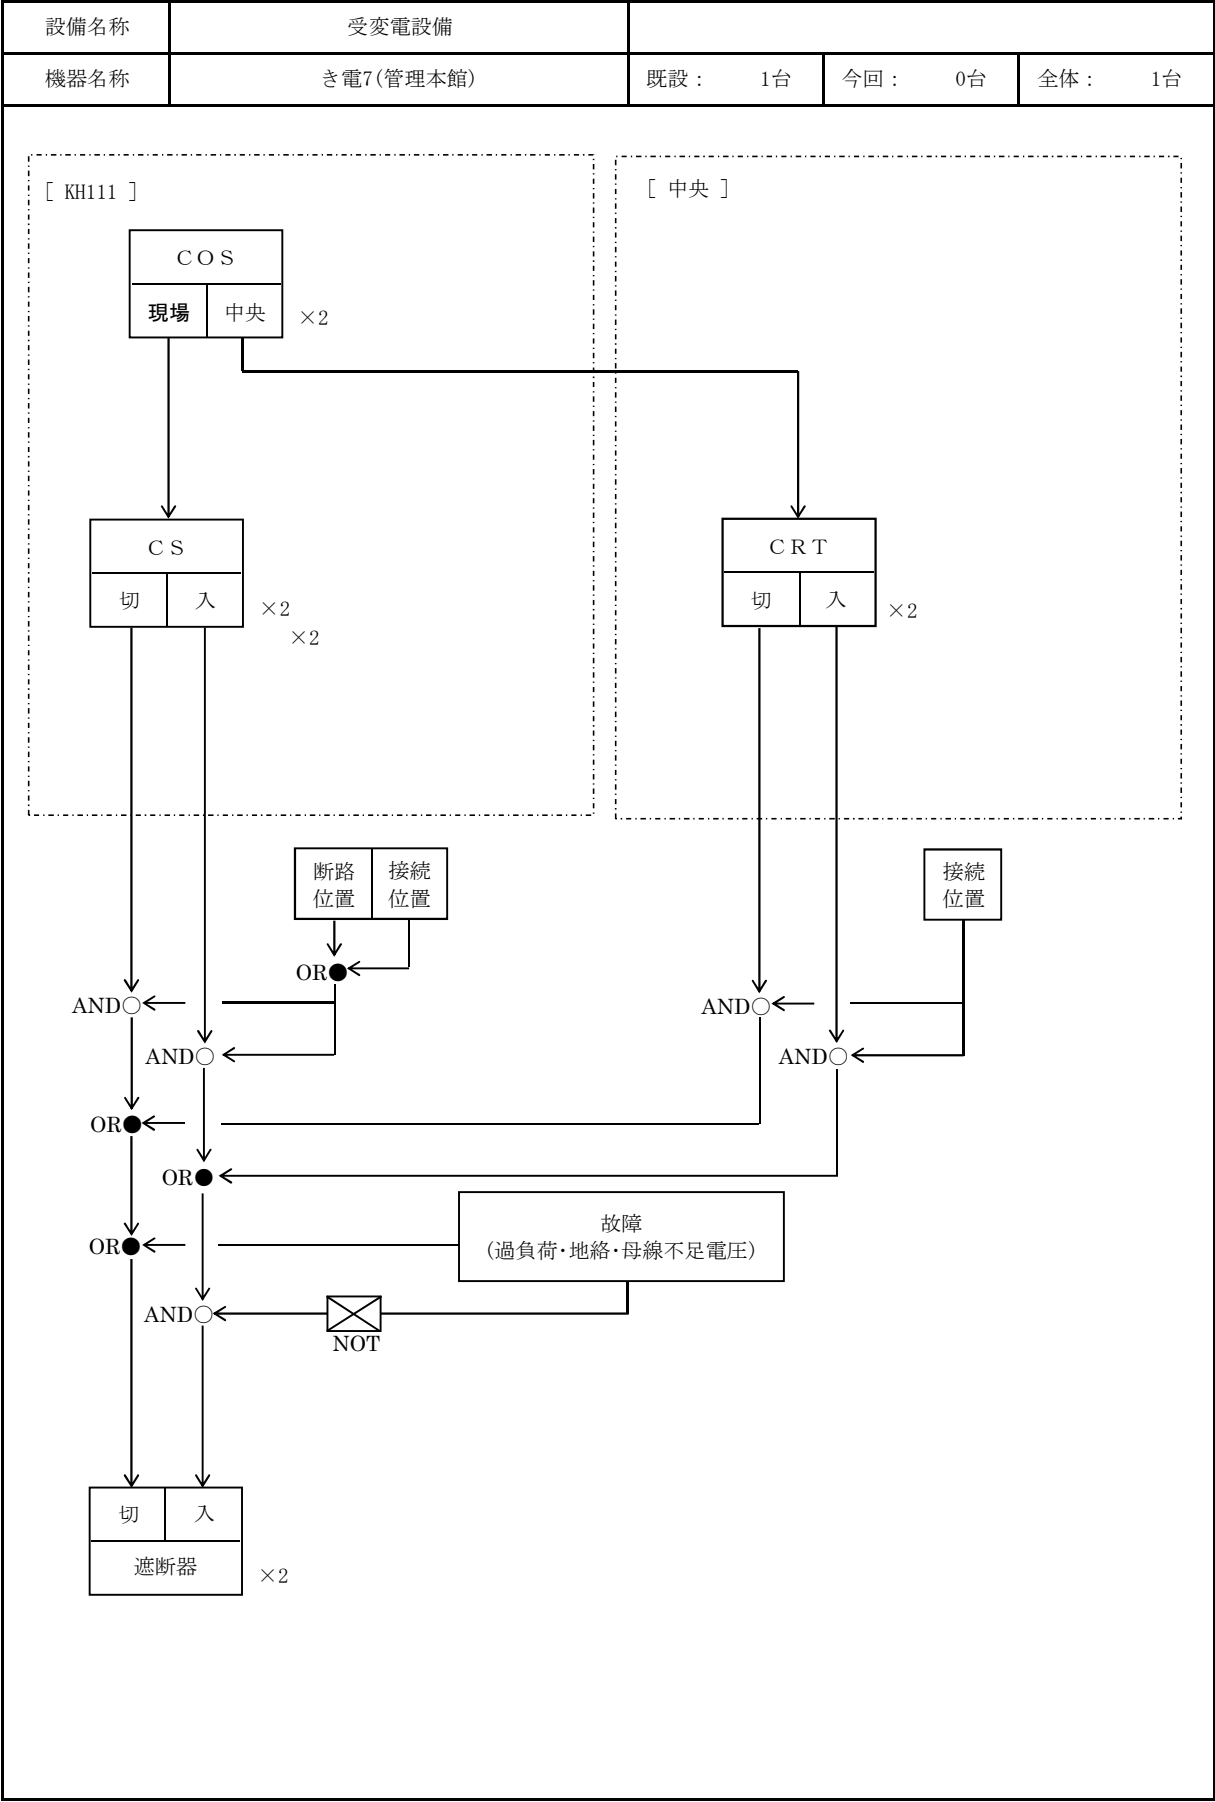 設備名称 受変電設備
機器名称 き電7(管理本館) 既設： 1台 今回： 0台 全体： 1台
[ KH111 ]
[ 中央 ]
ＣＯＳ
現場 中央 ×2
ＣＳ
切 入 ×2
×2
ＣＲＴ
切 入 ×2
断路
位置
接続
位置
接続
位置
OR
AND
AND
AND
AND
OR
OR
故障
(過負荷・地絡・母線不足電圧)
OR
AND
NOT
切 入
遮断器 ×2